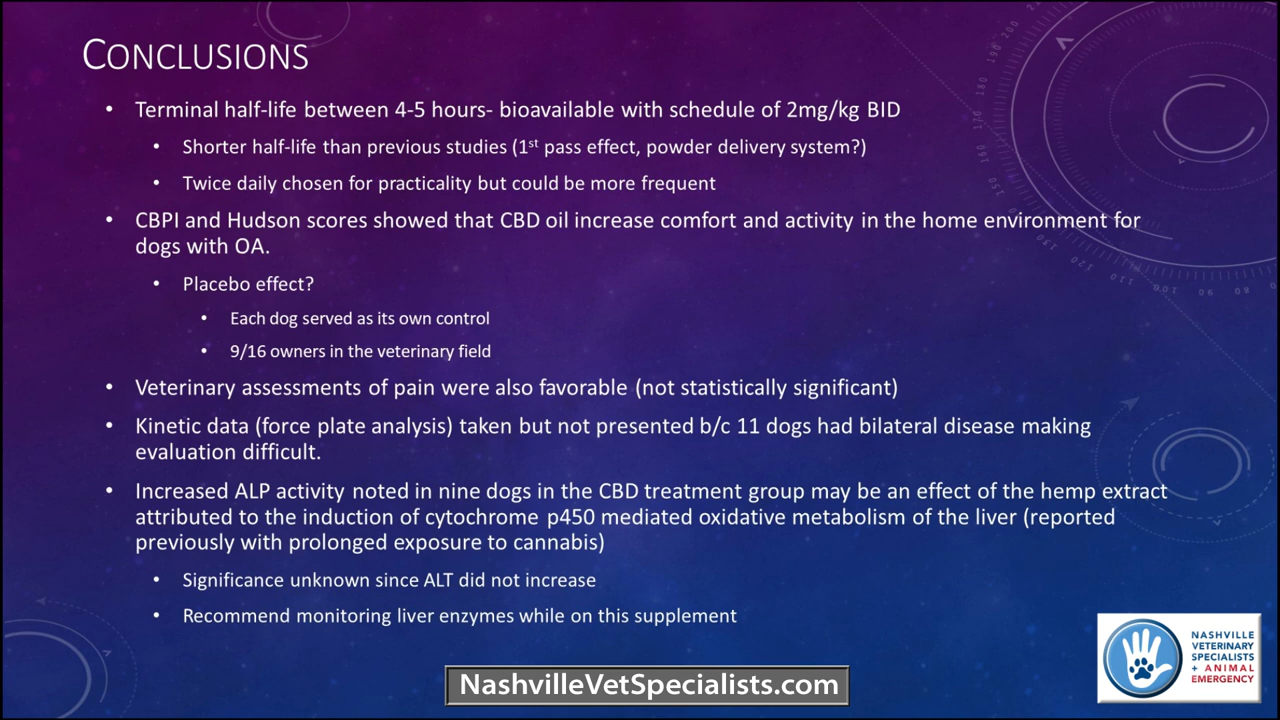 CONCLUSIONS
• Terminal half-life between 4-5 hours- bioavailable with schedule of 2mg/kg BID
• Shorter half-life than previous studies (1st pass effect, powder delivery system?)
• Twice daily chosen for practicality but could be more frequent
• CBPI and Hudson scores showed that CBD oil increase comfort and activity in the home environment for
dogs with OA.
• Placebo effect?
• Each dog served as its own control
• 9/16 owners in the veterinary field
• Veterinary assessments of pain were also favorable (not statistically significant)
• Kinetic data (force plate analysis) taken but not presented b/c 11 dogs had bilateral disease making
evaluation difficult.
• Increased ALP activity noted in nine dogs in the CBD treatment group may be an effect of the hemp extract
attributed to the induction of cytochrome p450 mediated oxidative metabolism of the liver (reported
previously with prolonged exposure to cannabis)
• Significance unknown since ALT did not increase
• Recommend monitoring liver enzymes while on this supplement
NashvilleVetSpecialists.com
NASHVILLE
VETERINARY
SPECIALISTS
+ ANIMAL
EMERGENCY